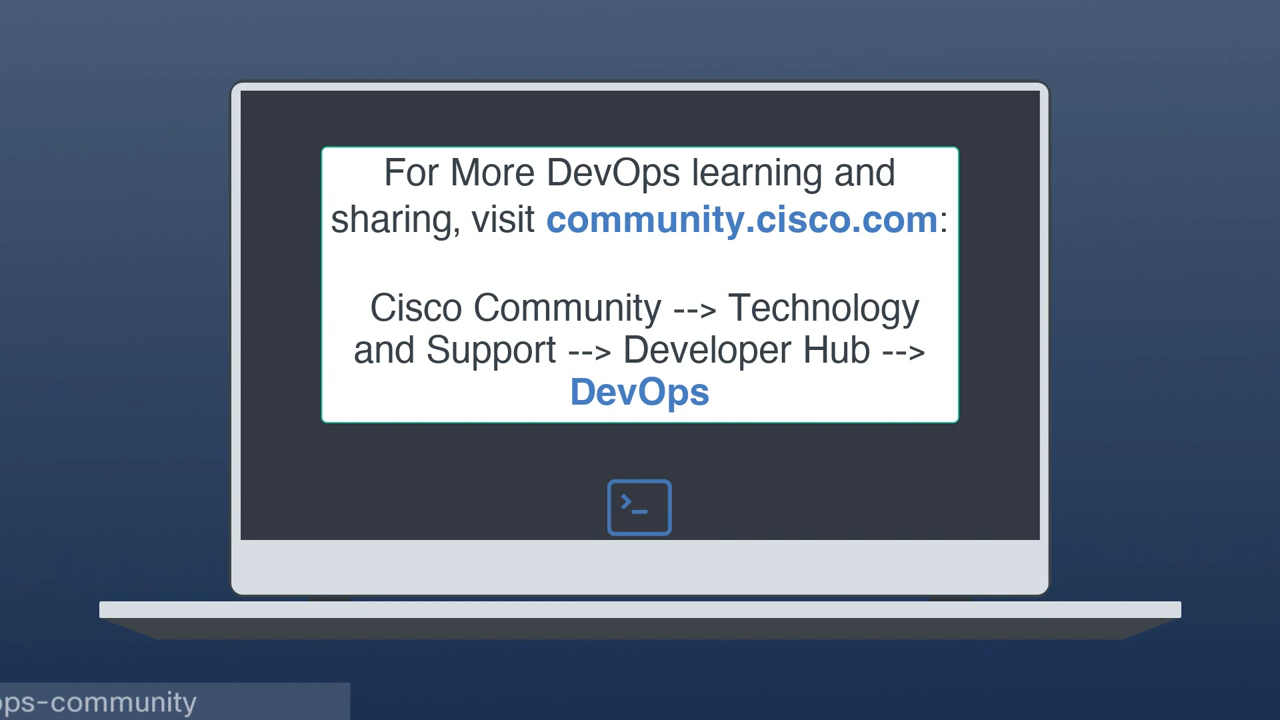 For More DevOps learning and
sharing, visit community.cisco.com:
Cisco Community --> Technology
and Support --> Developer Hub -->
DevOps
ops-community